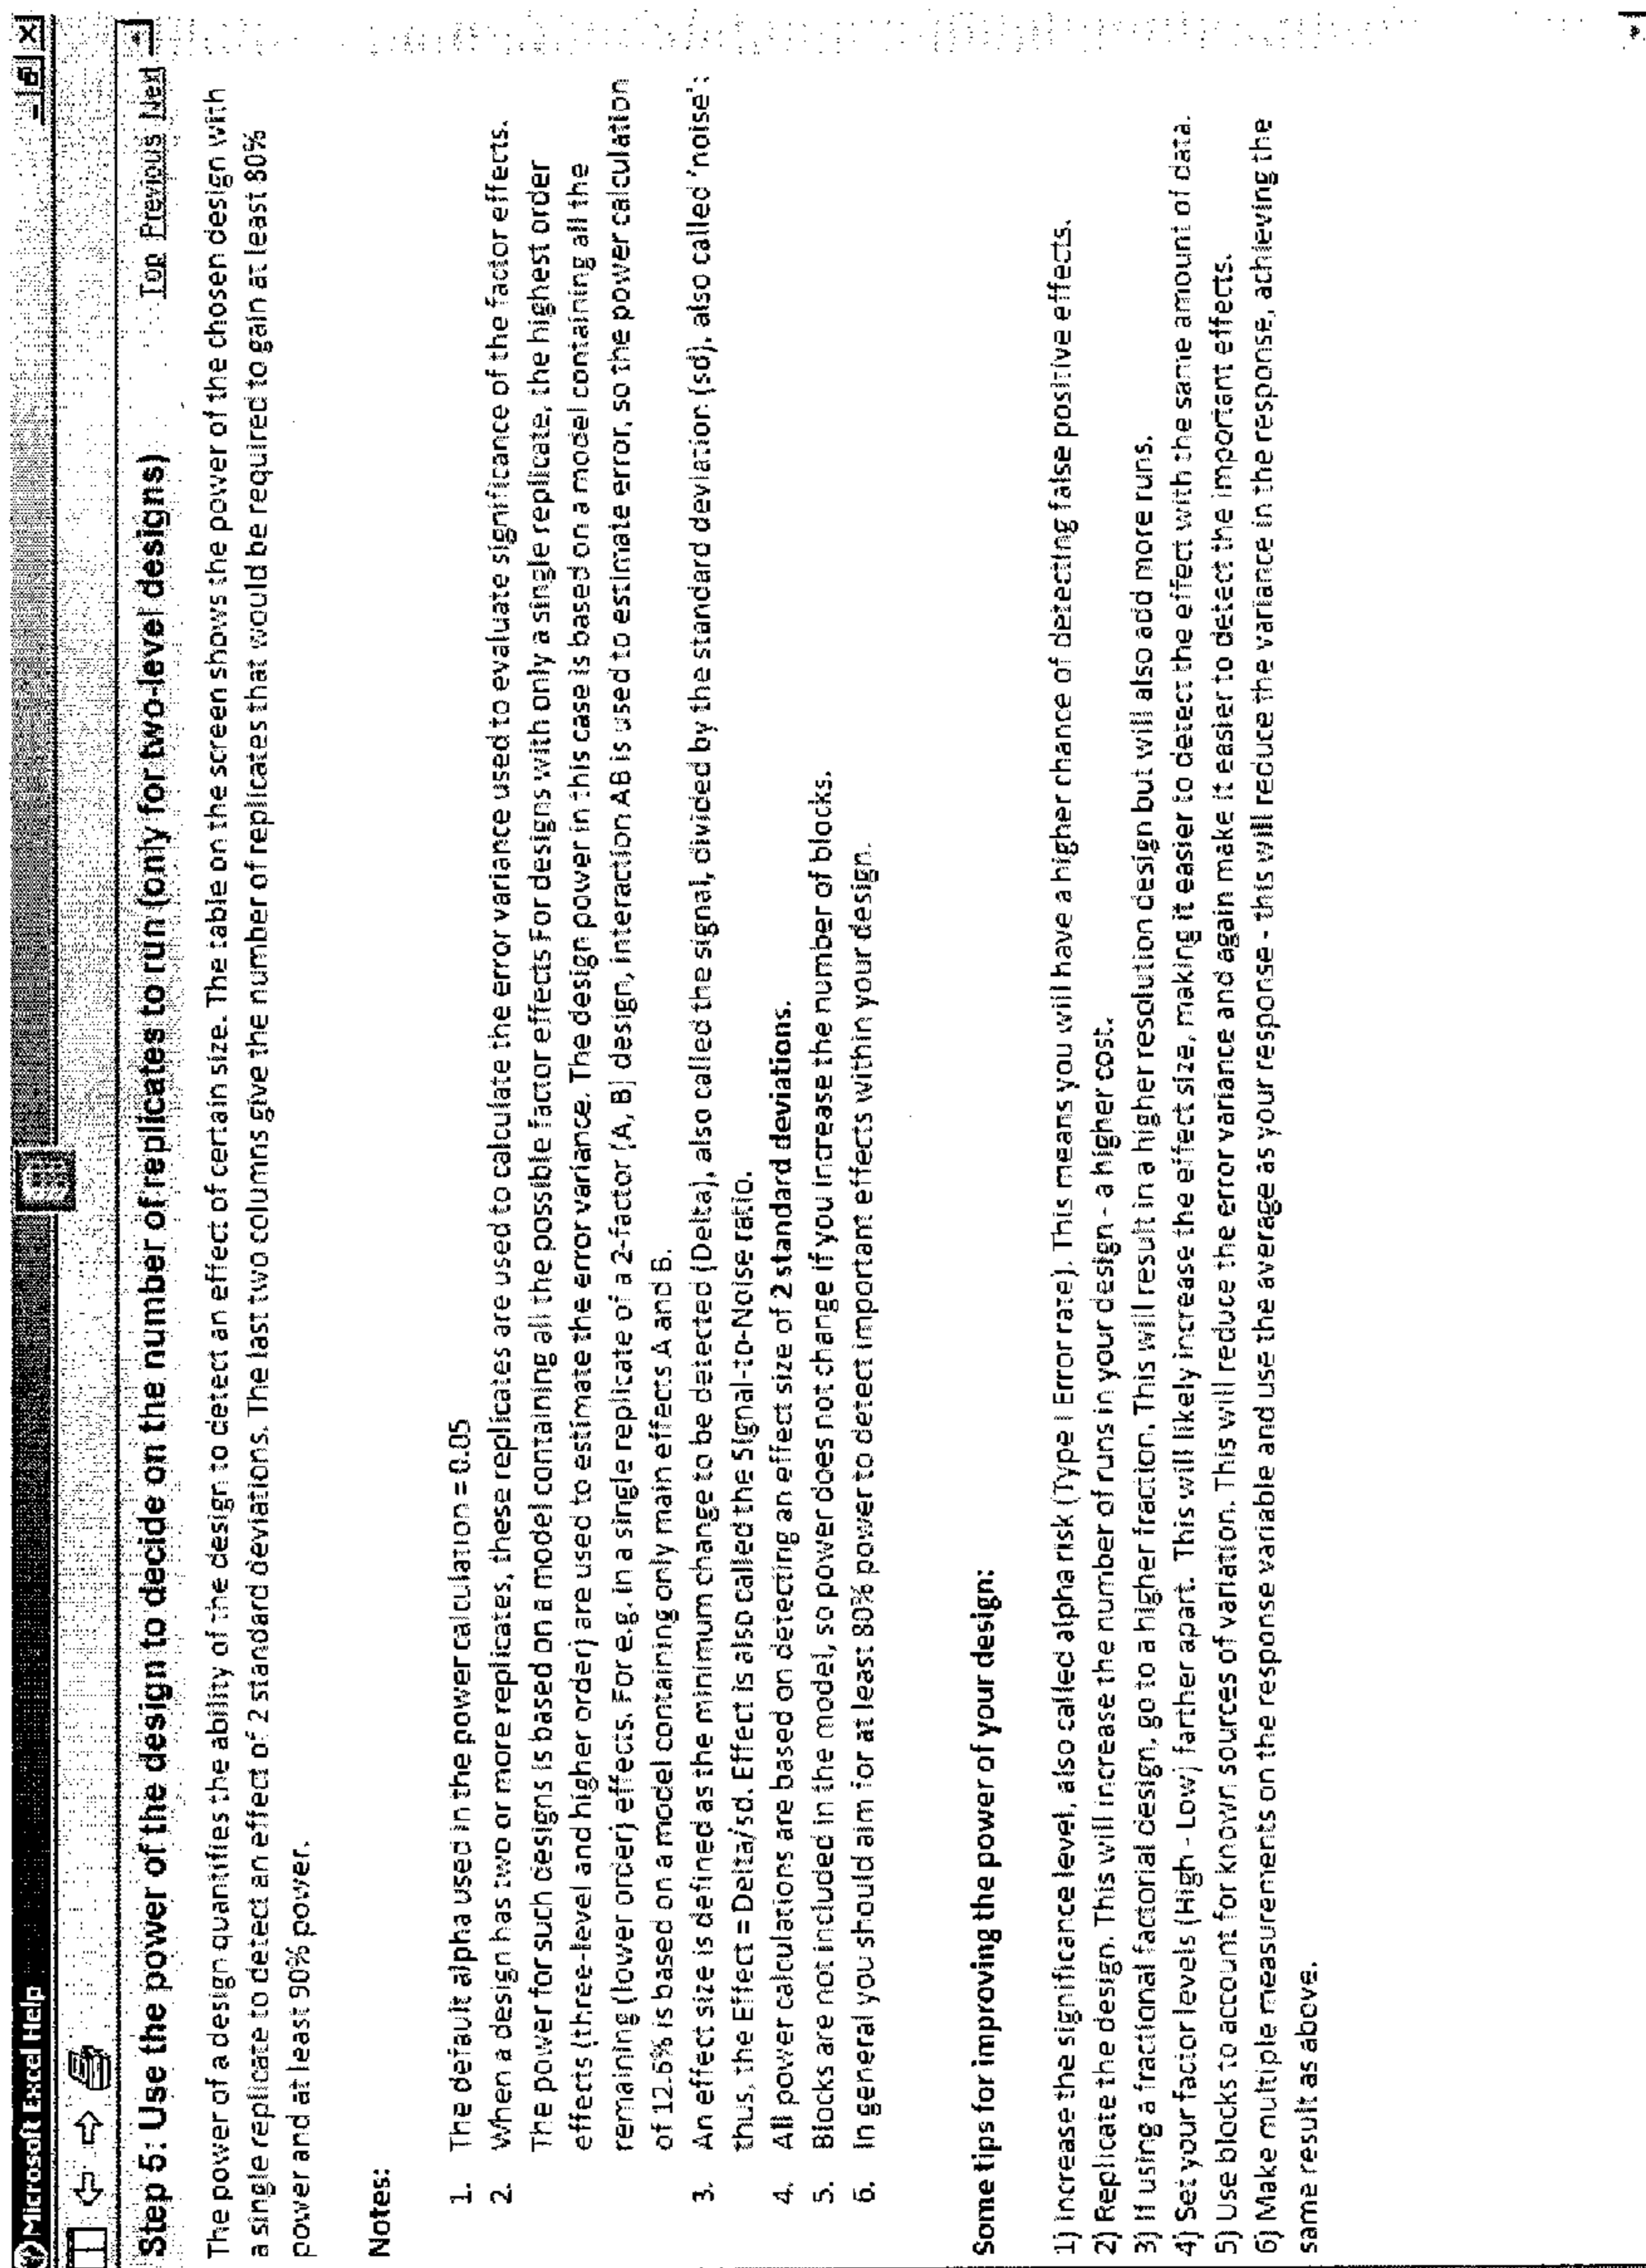 Microsoft Excel Help
Step 5: Use the power of the design to decide on the number of replicates to run (only for two-level designs)
Top Previous Next
The power of a design quantifies the ability of the design to detect an effect of certain size. The table on the screen shows the power of the chosen design with
a single replicate to detect an effect of 2 standard deviations. The last two columns give the number of replicates that would be required to gain at least 80%
power and at least 90% power.
Notes:
1. The default alpha used in the power calculation = 0.05
2. When a design has two or more replicates, these replicates are used to calculate the error variance used to evaluate significance of the factor effects.
The power for such designs is based on a model containing all the possible factor effects For designs with only a single replicate, the highest order
effects (three-level and higher order) are used to estimate the error variance. The design power in this case is based on a model containing all the
remaining (lower order) effects. For e.g. in a single replicate of a 2-factor (A, B) design, interaction AB is used to estimate error, so the power calculation
of 12.6% is based on a model containing only main effects A and B.
3. An effect size is defined as the minimum change to be detected (Delta), also called the signal, divided by the standard deviation (sd), also called 'noise':
thus, the Effect = Delta/sd. Effect is also called the Signal-to-Noise ratio.
4. All power calculations are based on detecting an effect size of 2 standard deviations.
5. Blocks are not included in the model, so power does not change if you increase the number of blocks.
6. In general you should aim for at least 80% power to detect important effects within your design.
Some tips for improving the power of your design:
1) Increase the significance level, also called alpha risk (Type I Error rate). This means you will have a higher chance of detecting false positive effects.
2) Replicate the design. This will increase the number of runs in your design - a higher cost.
3) If using a fractional factorial design, go to a higher fraction. This will result in a higher resolution design but will also add more runs.
4) Set your factor levels (High - Low) farther apart. This will likely increase the effect size, making it easier to detect the effect with the same amount of data.
5) Use blocks to account for known sources of variation. This will reduce the error variance and again make it easier to detect the important effects.
6) Make multiple measurements on the response variable and use the average as your response - this will reduce the variance in the response, achieving the
same result as above.